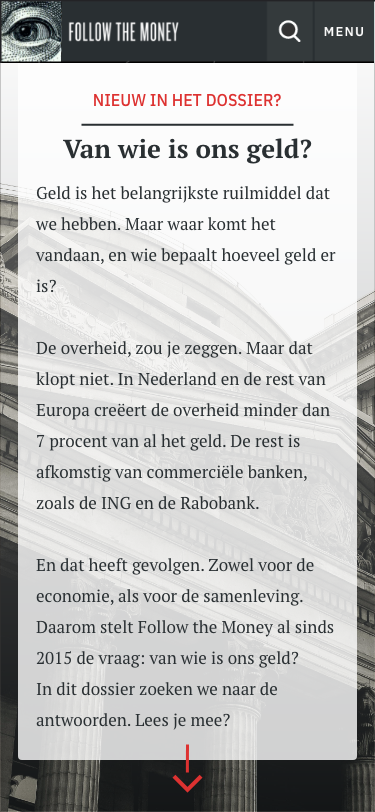 FOLLOW THE MONEY
MENU
NIEUW IN HET DOSSIER?
Van wie is ons geld?
Geld is het belangrijkste ruilmiddel dat
we hebben. Maar waar komt het
vandaan, en wie bepaalt hoeveel geld er
is?
De overheid, zou je zeggen. Maar dat
klopt niet. In Nederland en de rest van
Europa creëert de overheid minder dan
7 procent van al het geld. De rest is
afkomstig van commerciële banken,
zoals de ING en de Rabobank.
En dat heeft gevolgen. Zowel voor de
economie, als voor de samenleving.
Daarom stelt Follow the Money al sinds
2015 de vraag: van wie is ons geld?
In dit dossier zoeken we naar de
antwoorden. Lees je mee?